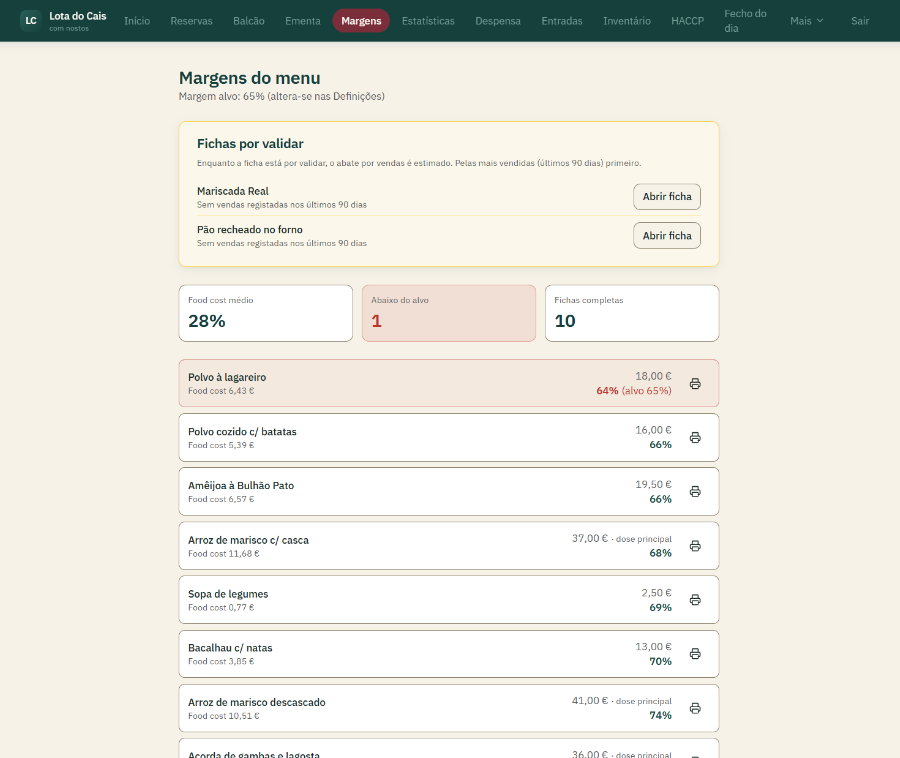 LC
Lota do Cais
com nostos
Início
Reservas
Balcão
Ementa
Margens
Estatísticas
Despensa
Entradas
Inventário
HACCP
Fecho do
dia
Mais
Sair
Margens do menu
Margem alvo: 65% (altera-se nas Definições)
Fichas por validar
Enquanto a ficha está por validar, o abate por vendas é estimado. Pelas mais vendidas (últimos 90 dias) primeiro.
Mariscada Real
Sem vendas registadas nos últimos 90 dias
Abrir ficha
Pão recheado no forno
Sem vendas registadas nos últimos 90 dias
Abrir ficha
Food cost médio
28%
Abaixo do alvo
1
Fichas completas
10
Polvo à lagareiro
Food cost 6,43 €
18,00 €
64% (alvo 65%)
Polvo cozido c/ batatas
Food cost 5,39 €
16,00 €
66%
Amêijoa à Bulhão Pato
Food cost 6,57 €
19,50 €
66%
Arroz de marisco c/ casca
Food cost 11,68 €
37,00 € · dose principal
68%
Sopa de legumes
Food cost 0,77 €
2,50 €
69%
Bacalhau c/ natas
Food cost 3,85 €
13,00 €
70%
Arroz de marisco descascado
Food cost 10,51 €
41,00 € · dose principal
74%
Açorda de gambas e lagosta
36,00 € · dose principal